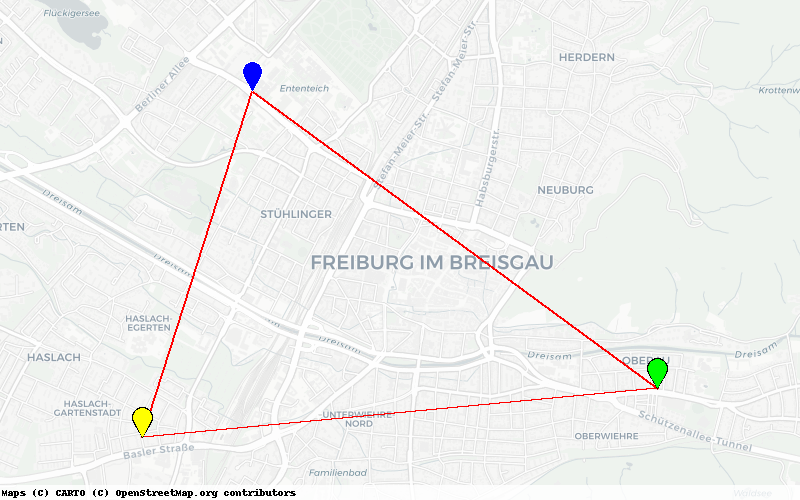 Flückigersee
HERDERN
Berliner Allee
Stefan-Meier-Str.
Ententeich
Krottenw
Stefan-Meier-Str.
Habsburgerstr
NEUBURG
Dreisam
STÜHLINGER
RTEN
Dreisam
FREIBURG IM BREISGAU
HASLACH-
EGERTEN
Dreisam
HASLACH
Dreisam
OBERAU
Dreisam
HASLACH-
GARTENSTADT
-UNTERWIEHRE
NORD
Schützenallee-Tunnel
OBERWIEHRE
Basler Straße
Familienbad
Waldsee
Maps (C) CARTO (C) OpenStreetMap.org contributors